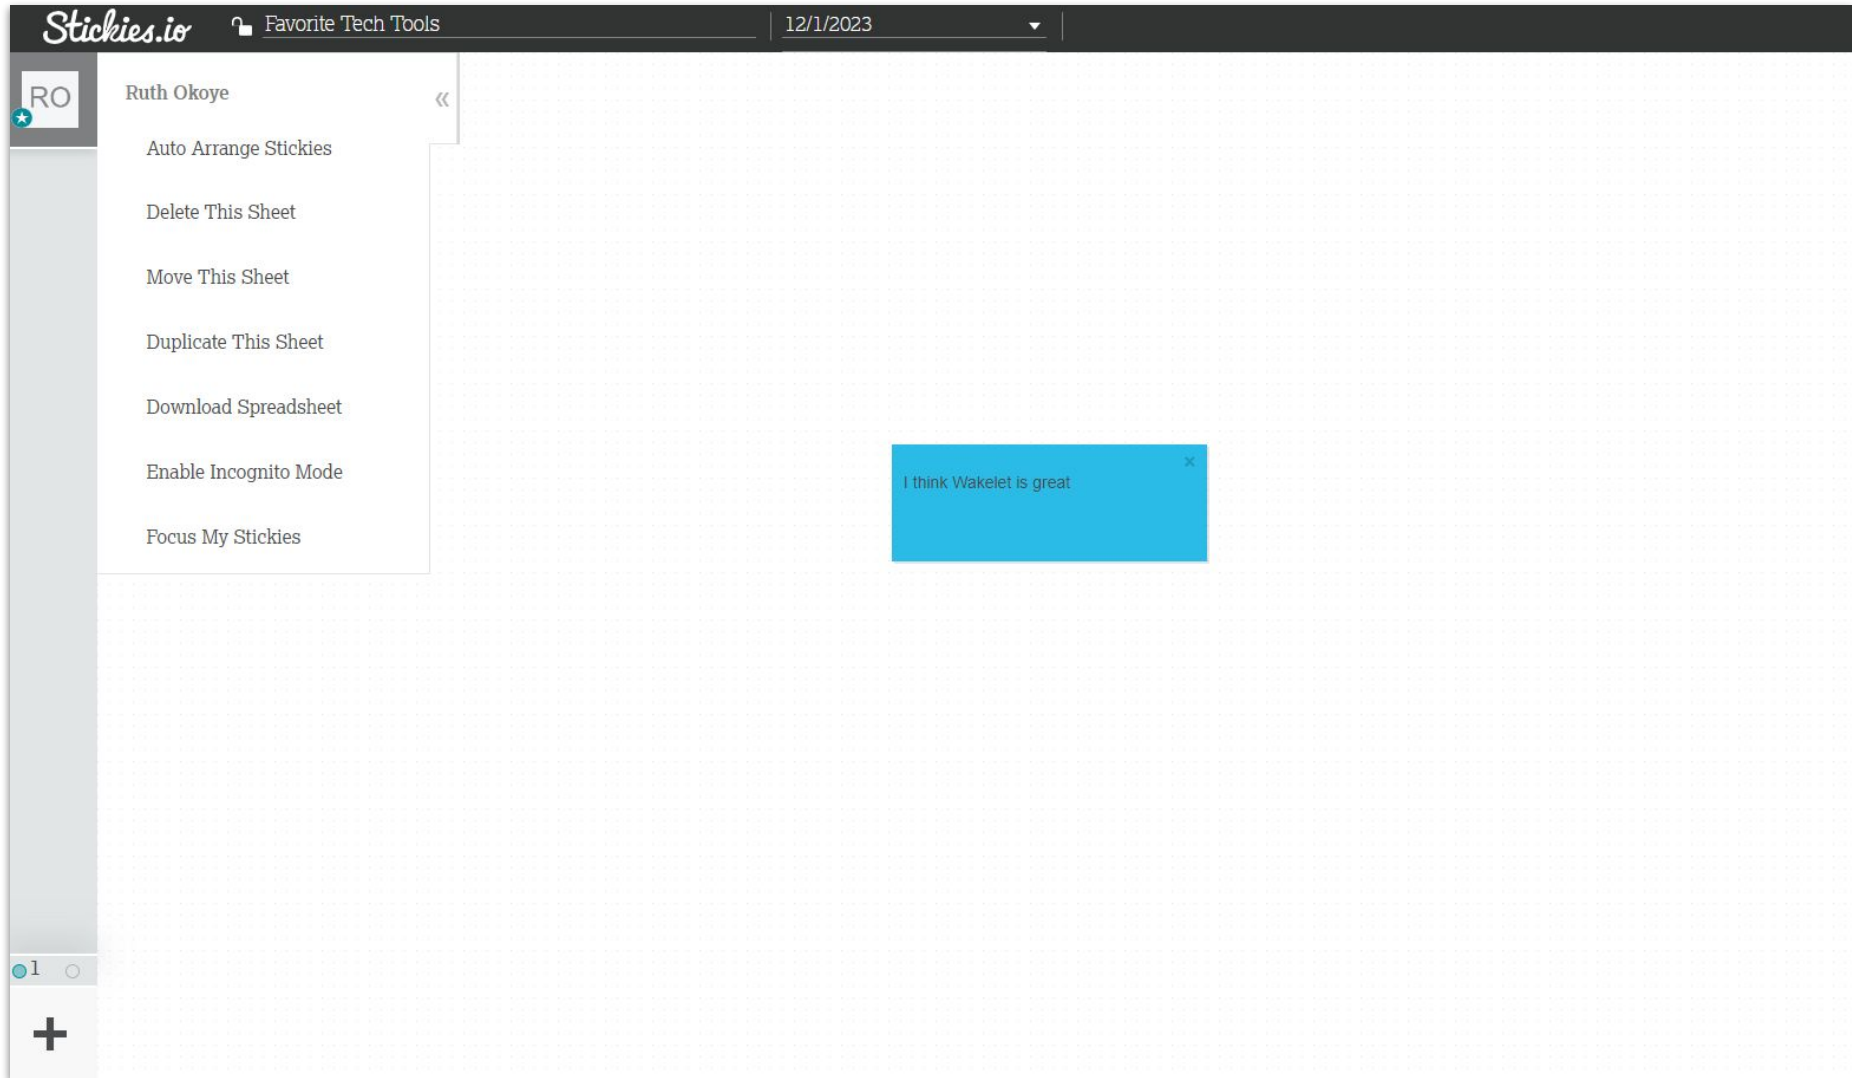 Stickies.io
Favorite Tech Tools
12/1/2023
RO
Ruth Okoye
Auto Arrange Stickies
Delete This Sheet
Move This Sheet
Duplicate This Sheet
Download Spreadsheet
Enable Incognito Mode
Focus My Stickies
I think Wakelet is great
1